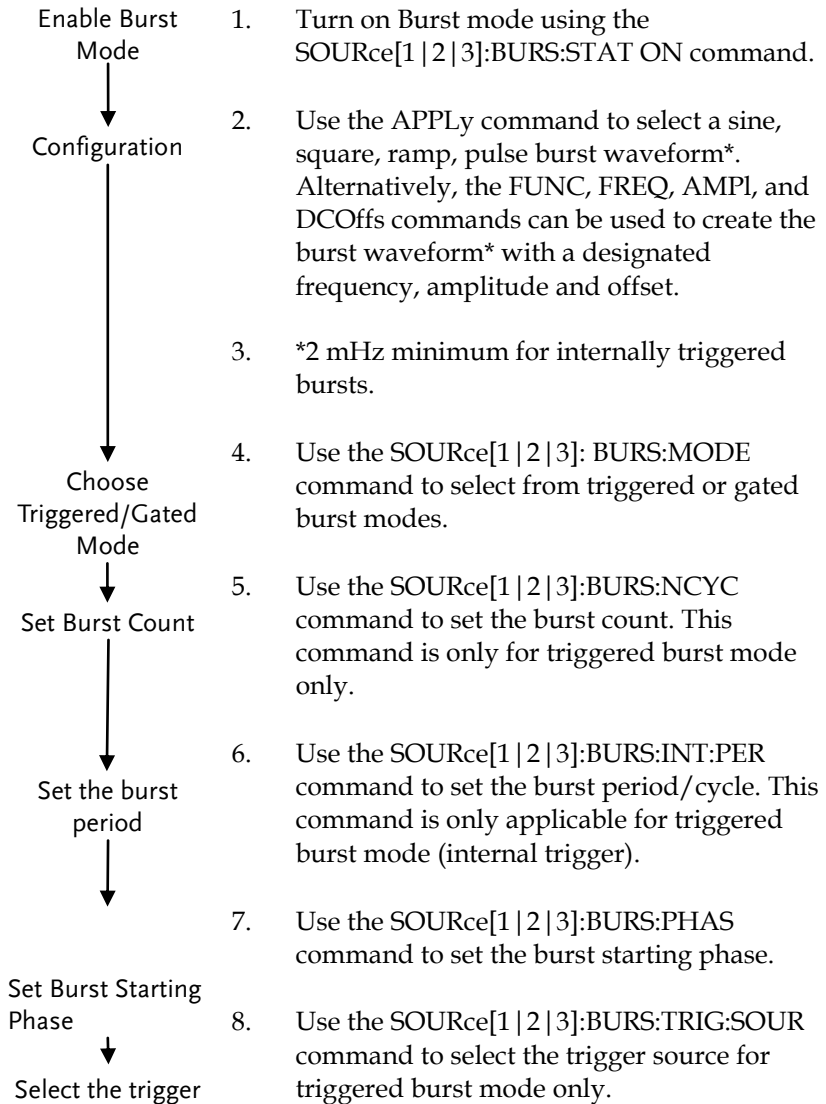 Enable Burst
Mode
1. Turn on Burst mode using the
SOURce[1|2|3]:BURS:STAT ON command.
Configuration
2. Use the APPLy command to select a sine,
square, ramp, pulse burst waveform*.
Alternatively, the FUNC, FREQ, AMPl, and
DCOffs commands can be used to create the
burst waveform* with a designated
frequency, amplitude and offset.
3. *2 mHz minimum for internally triggered
bursts.
Choose
Triggered/Gated
Mode
4. Use the SOURce[1|2|3]: BURS:MODE
command to select from triggered or gated
burst modes.
Set Burst Count
5. Use the SOURce[1|2|3]:BURS:NCYC
command to set the burst count. This
command is only for triggered burst mode
only.
Set the burst
period
6. Use the SOURce[1|2|3]:BURS:INT:PER
command to set the burst period/cycle. This
command is only applicable for triggered
burst mode (internal trigger).
Set Burst Starting
Phase
7. Use the SOURce[1|2|3]:BURS:PHAS
command to set the burst starting phase.
Select the trigger
8. Use the SOURce[1|2|3]:BURS:TRIG:SOUR
command to select the trigger source for
triggered burst mode only.